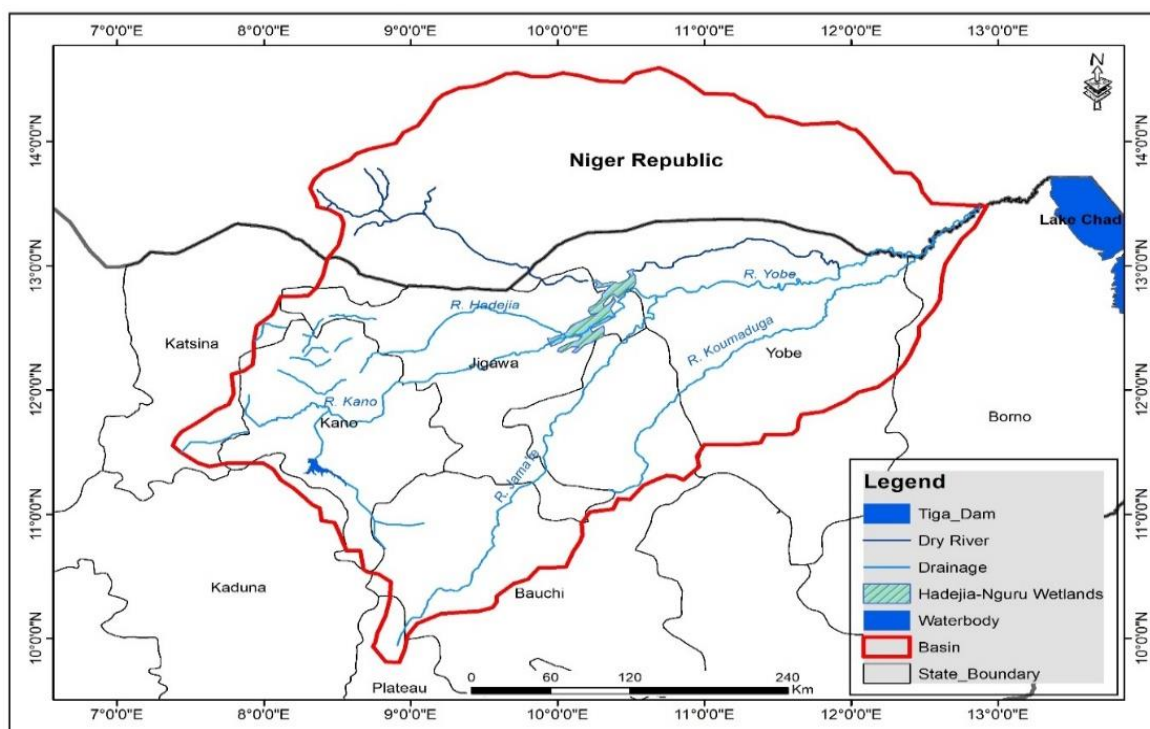 7°0'0"E 8°0'0"E 9°0'0"E 10°0'0"E 11°0'0"E 12°0'0"E 13°0'0"E
N
14°0'0"N
14°0'0"N
Niger Republic
Lake Chad
13°0'0"N
13°0'0"N
R. Yobe
R. Hadejia
Katsina
R. Koumaduga
Yobe
Jigawa
12°0'0"N
12°0'0"N
R. Kano
Kano
Borno
R. Jama'a
11°0'0"N
11°0'0"N
Kaduna
Bauchi
10°0'0"N
10°0'0"N
Plateau
Legend
Tiga_Dam
Dry River
Drainage
Hadejia-Nguru Wetlands
Waterbody
Basin
State_Boundary
0 60 120 240
Km
7°0'0"E 8°0'0"E 9°0'0"E 10°0'0"E 11°0'0"E 12°0'0"E 13°0'0"E